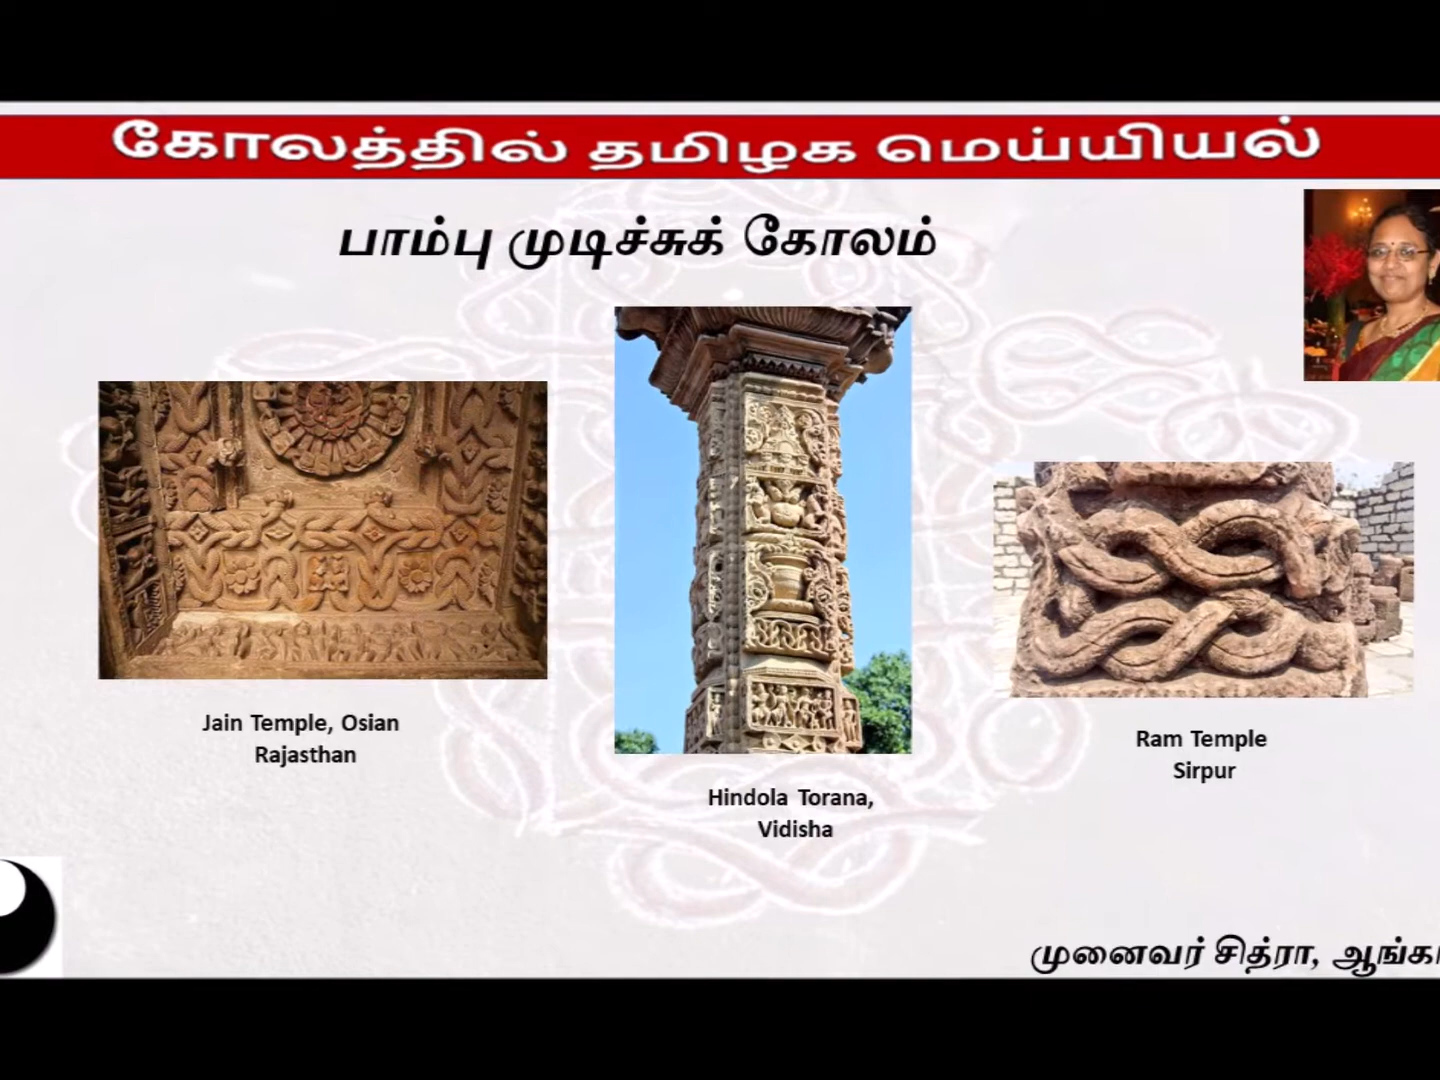 கோலத்தில் தமிழக மெய்யியல்
பாம்பு முடிச்சுக் கோலம்
Jain Temple, Osian
Rajasthan
Hindola Torana,
Vidisha
Ram Temple
Sirpur
முனைவர் சித்ரா,